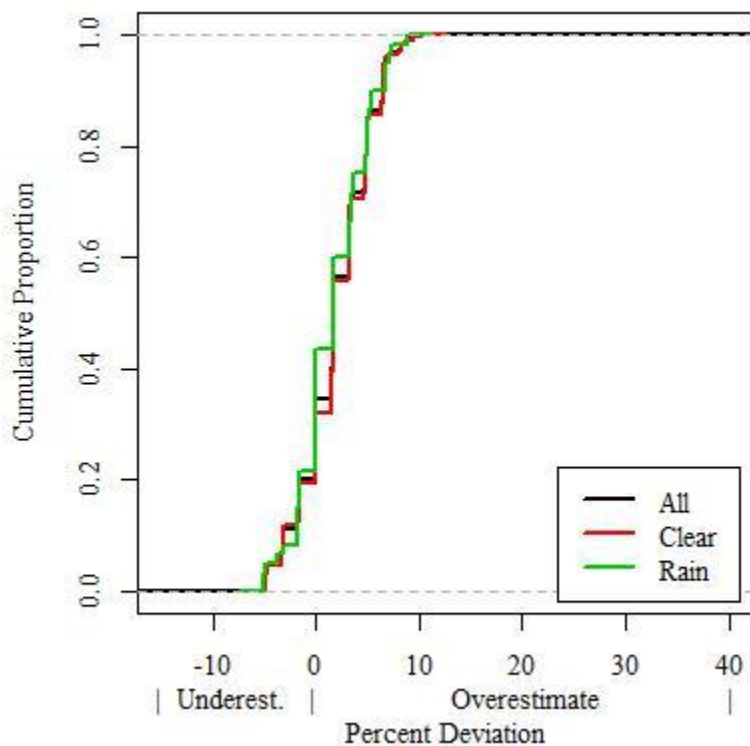 1.0
0.8
0.6
0.4
0.2
0.0
Cumulative Proportion
All
Clear
Rain
-10 0 10 20 30 40
| Underest. | Overestimate |
Percent Deviation